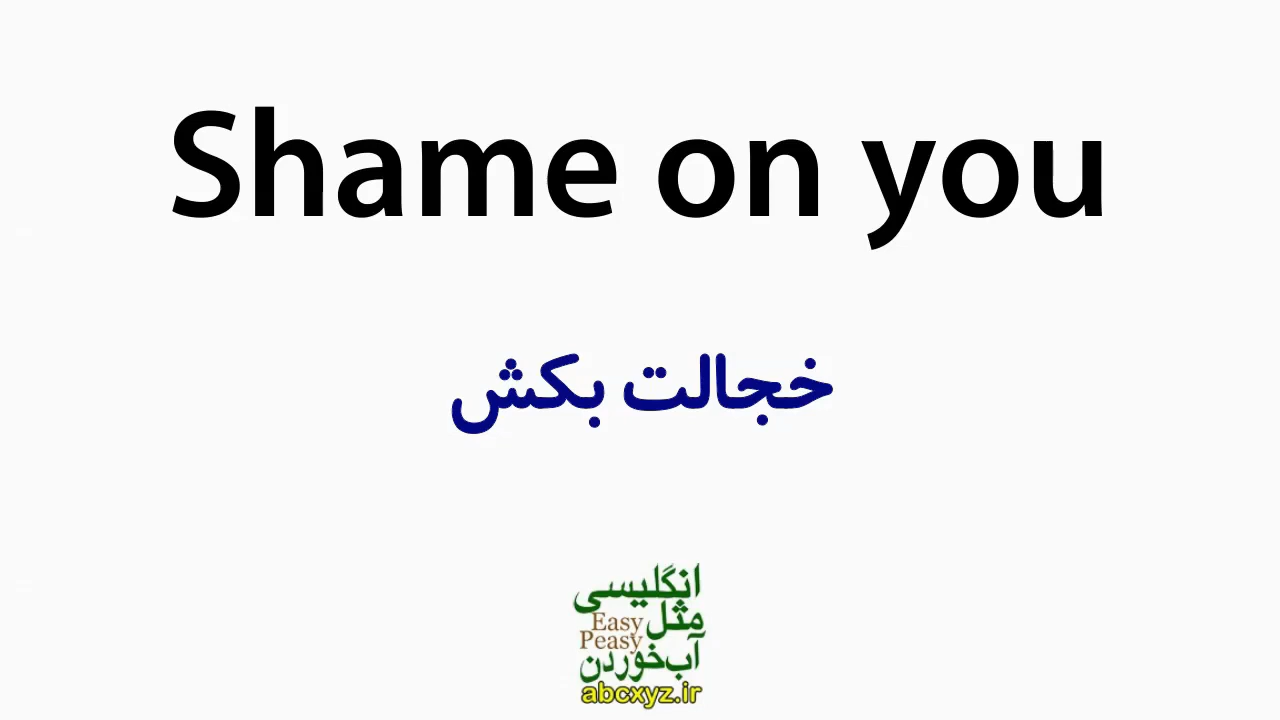 Shame on you
خجالت بکش
انگلیسی
مثل
Easy
Peasy
آب خوردن
abcxyz.ir